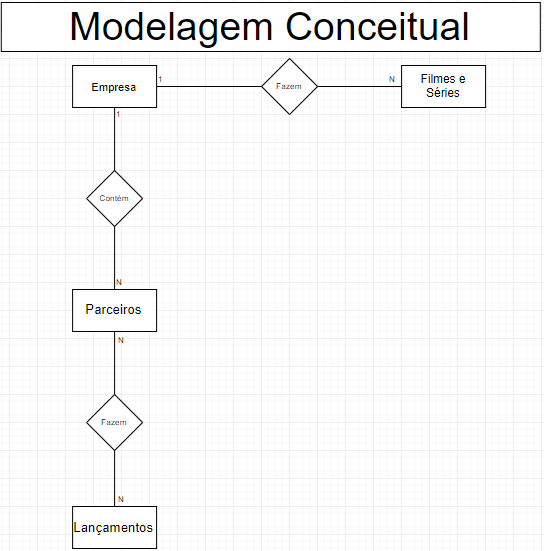 Modelagem Conceitual
Empresa
1
Fazem
N
Filmes e
Séries
1
Contém
N
Parceiros
N
Fazem
N
Lançamentos